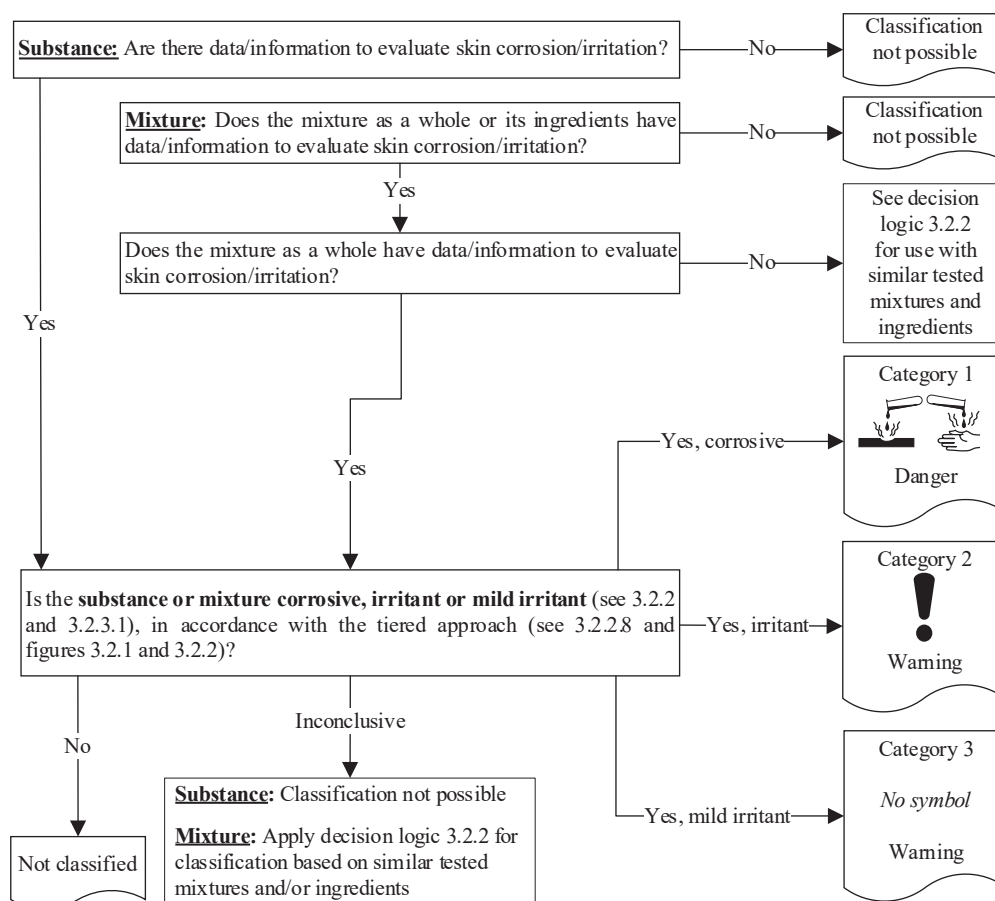 Substance: Are there data/information to evaluate skin corrosion/irritation?
No
Classification
not possible
Mixture: Does the mixture as a whole or its ingredients have
data/information to evaluate skin corrosion/irritation?
No
Classification
not possible
Yes
Does the mixture as a whole have data/information to evaluate
skin corrosion/irritation?
No
See decision
logic 3.2.2
for use with
similar tested
mixtures and
ingredients
Yes
Yes
Yes, corrosive
Category 1
Danger
Is the substance or mixture corrosive, irritant or mild irritant (see 3.2.2
and 3.2.3.1), in accordance with the tiered approach (see 3.2.2.8 and
figures 3.2.1 and 3.2.2)?
Yes, irritant
Category 2
Warning
No
Inconclusive
Yes, mild irritant
Category 3
No symbol
Warning
Not classified
Substance: Classification not possible
Mixture: Apply decision logic 3.2.2 for
classification based on similar tested
mixtures and/or ingredients